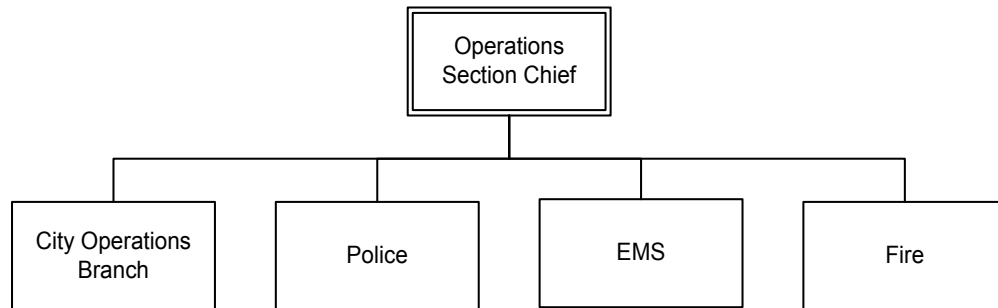 Operations
Section Chief
City Operations
Branch
Police
EMS
Fire